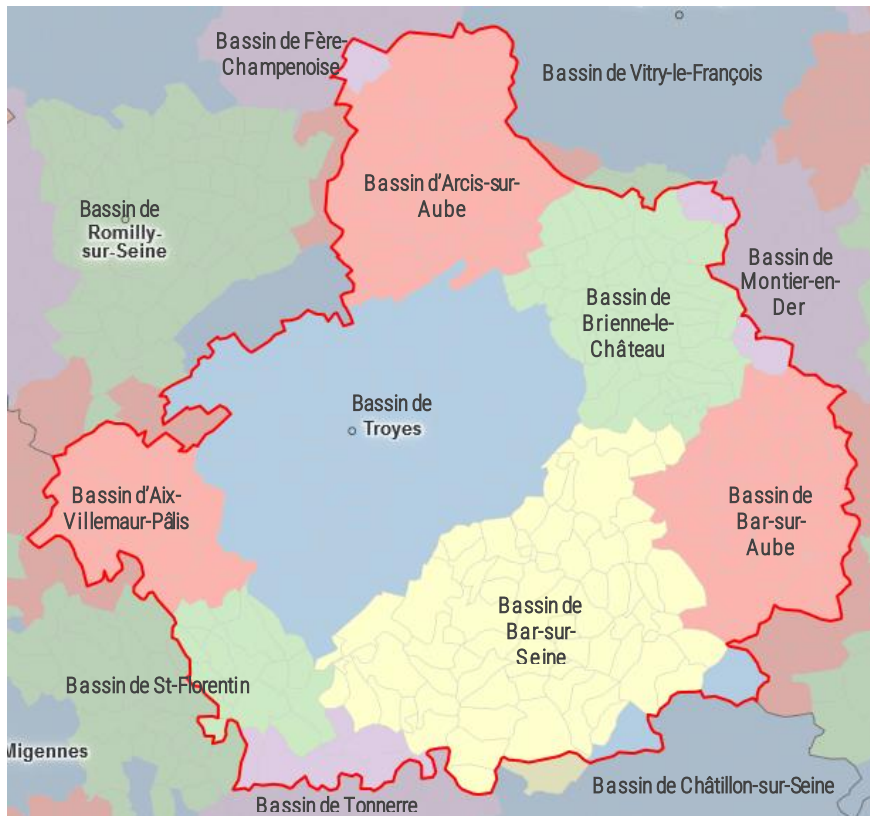 Bassin de Fère-
Champenoise
Bassin de Vitry-le-François
Bassin d'Arcis-sur-
Aube
Bassin de
Romilly-
sur-Seine
Bassin de
Montier-en-
Der
Bassin de
Brienne-le-
Château
Bassin de
Troyes
Bassin d'Aix-
Villemaur-Pâlis
Bassin de
Bar-sur-
Aube
Bassin de
Bar-sur-
Seine
Bassin de St-Florentin
Migennes
Bassin de Châtillon-sur-Seine
Bassin de Tonnerre